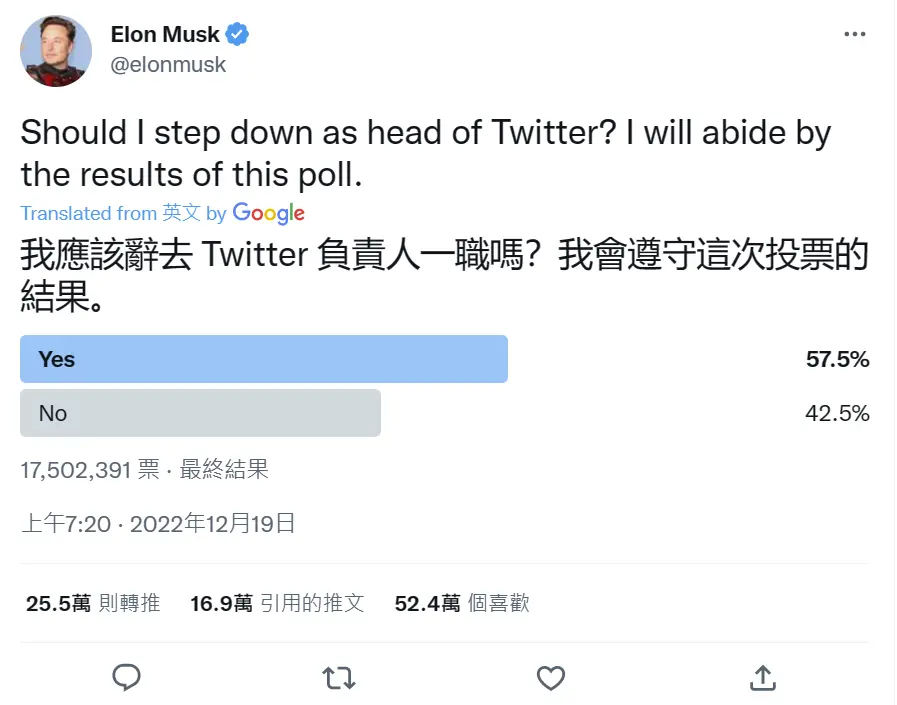 Elon Musk
@elonmusk
Should I step down as head of Twitter? I will abide by
the results of this poll.
Translated from 英文 by Google
我應該辭去 Twitter 負責人一職嗎？我會遵守這次投票的
結果。
Yes 57.5%
No 42.5%
17,502,391 票 · 最終結果
上午7:20 · 2022年12月19日
25.5萬 則轉推 16.9萬 引用的推文 52.4萬 個喜歡